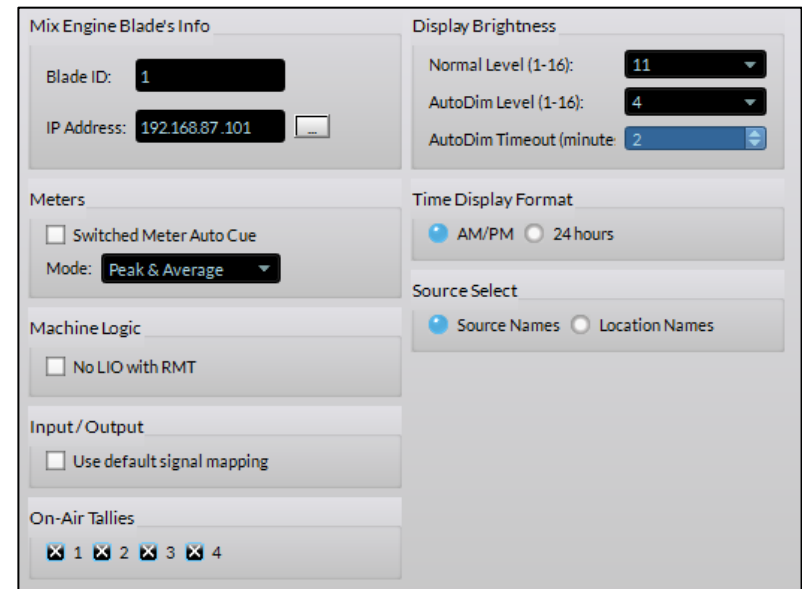 Mix Engine Blade's Info
Blade ID: 1
IP Address: 192.168.87.101 ...
Meters
Switched Meter Auto Cue
Mode: Peak & Average
Machine Logic
No LIO with RMT
Input / Output
Use default signal mapping
On-Air Tallies
1 2 3 4
Display Brightness
Normal Level (1-16): 11
AutoDim Level (1-16): 4
AutoDim Timeout (minute 2
Time Display Format
AM/PM 24 hours
Source Select
Source Names Location Names